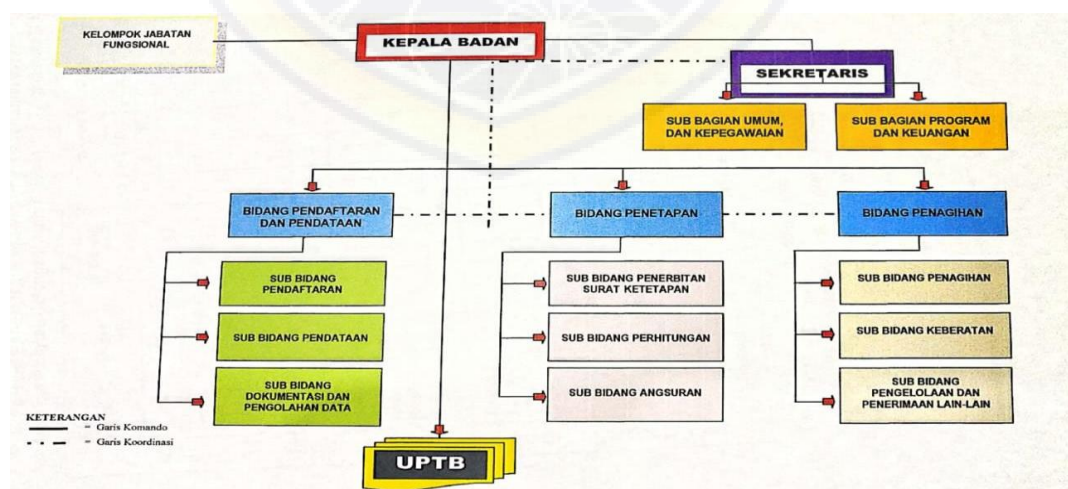 KELOMPOK JABATAN
FUNGSIONAL
KEPALA BADAN
SEKRETARIS
SUB BAGIAN UMUM,
DAN KEPEGAWAIAN
SUB BAGIAN PROGRAM
DAN KEUANGAN
BIDANG PENDAFTARAN
DAN PENDATAAN
BIDANG PENETAPAN
BIDANG PENAGIHAN
SUB BIDANG
PENDAFTARAN
SUB BIDANG PENDATAAN
SUB BIDANG
DOKUMENTASI DAN
PENGOLAHAN DATA
SUB BIDANG PENERBITAN
SURAT KETETAPAN
SUB BIDANG PERHITUNGAN
SUB BIDANG ANGSURAN
SUB BIDANG PENAGIHAN
SUB BIDANG KEBERATAN
SUB BIDANG
PENGELOLAAN DAN
PENERIMAAN LAIN-LAIN
KETERANGAN
= Garis Komando
= Garis Koordinasi
UPTB